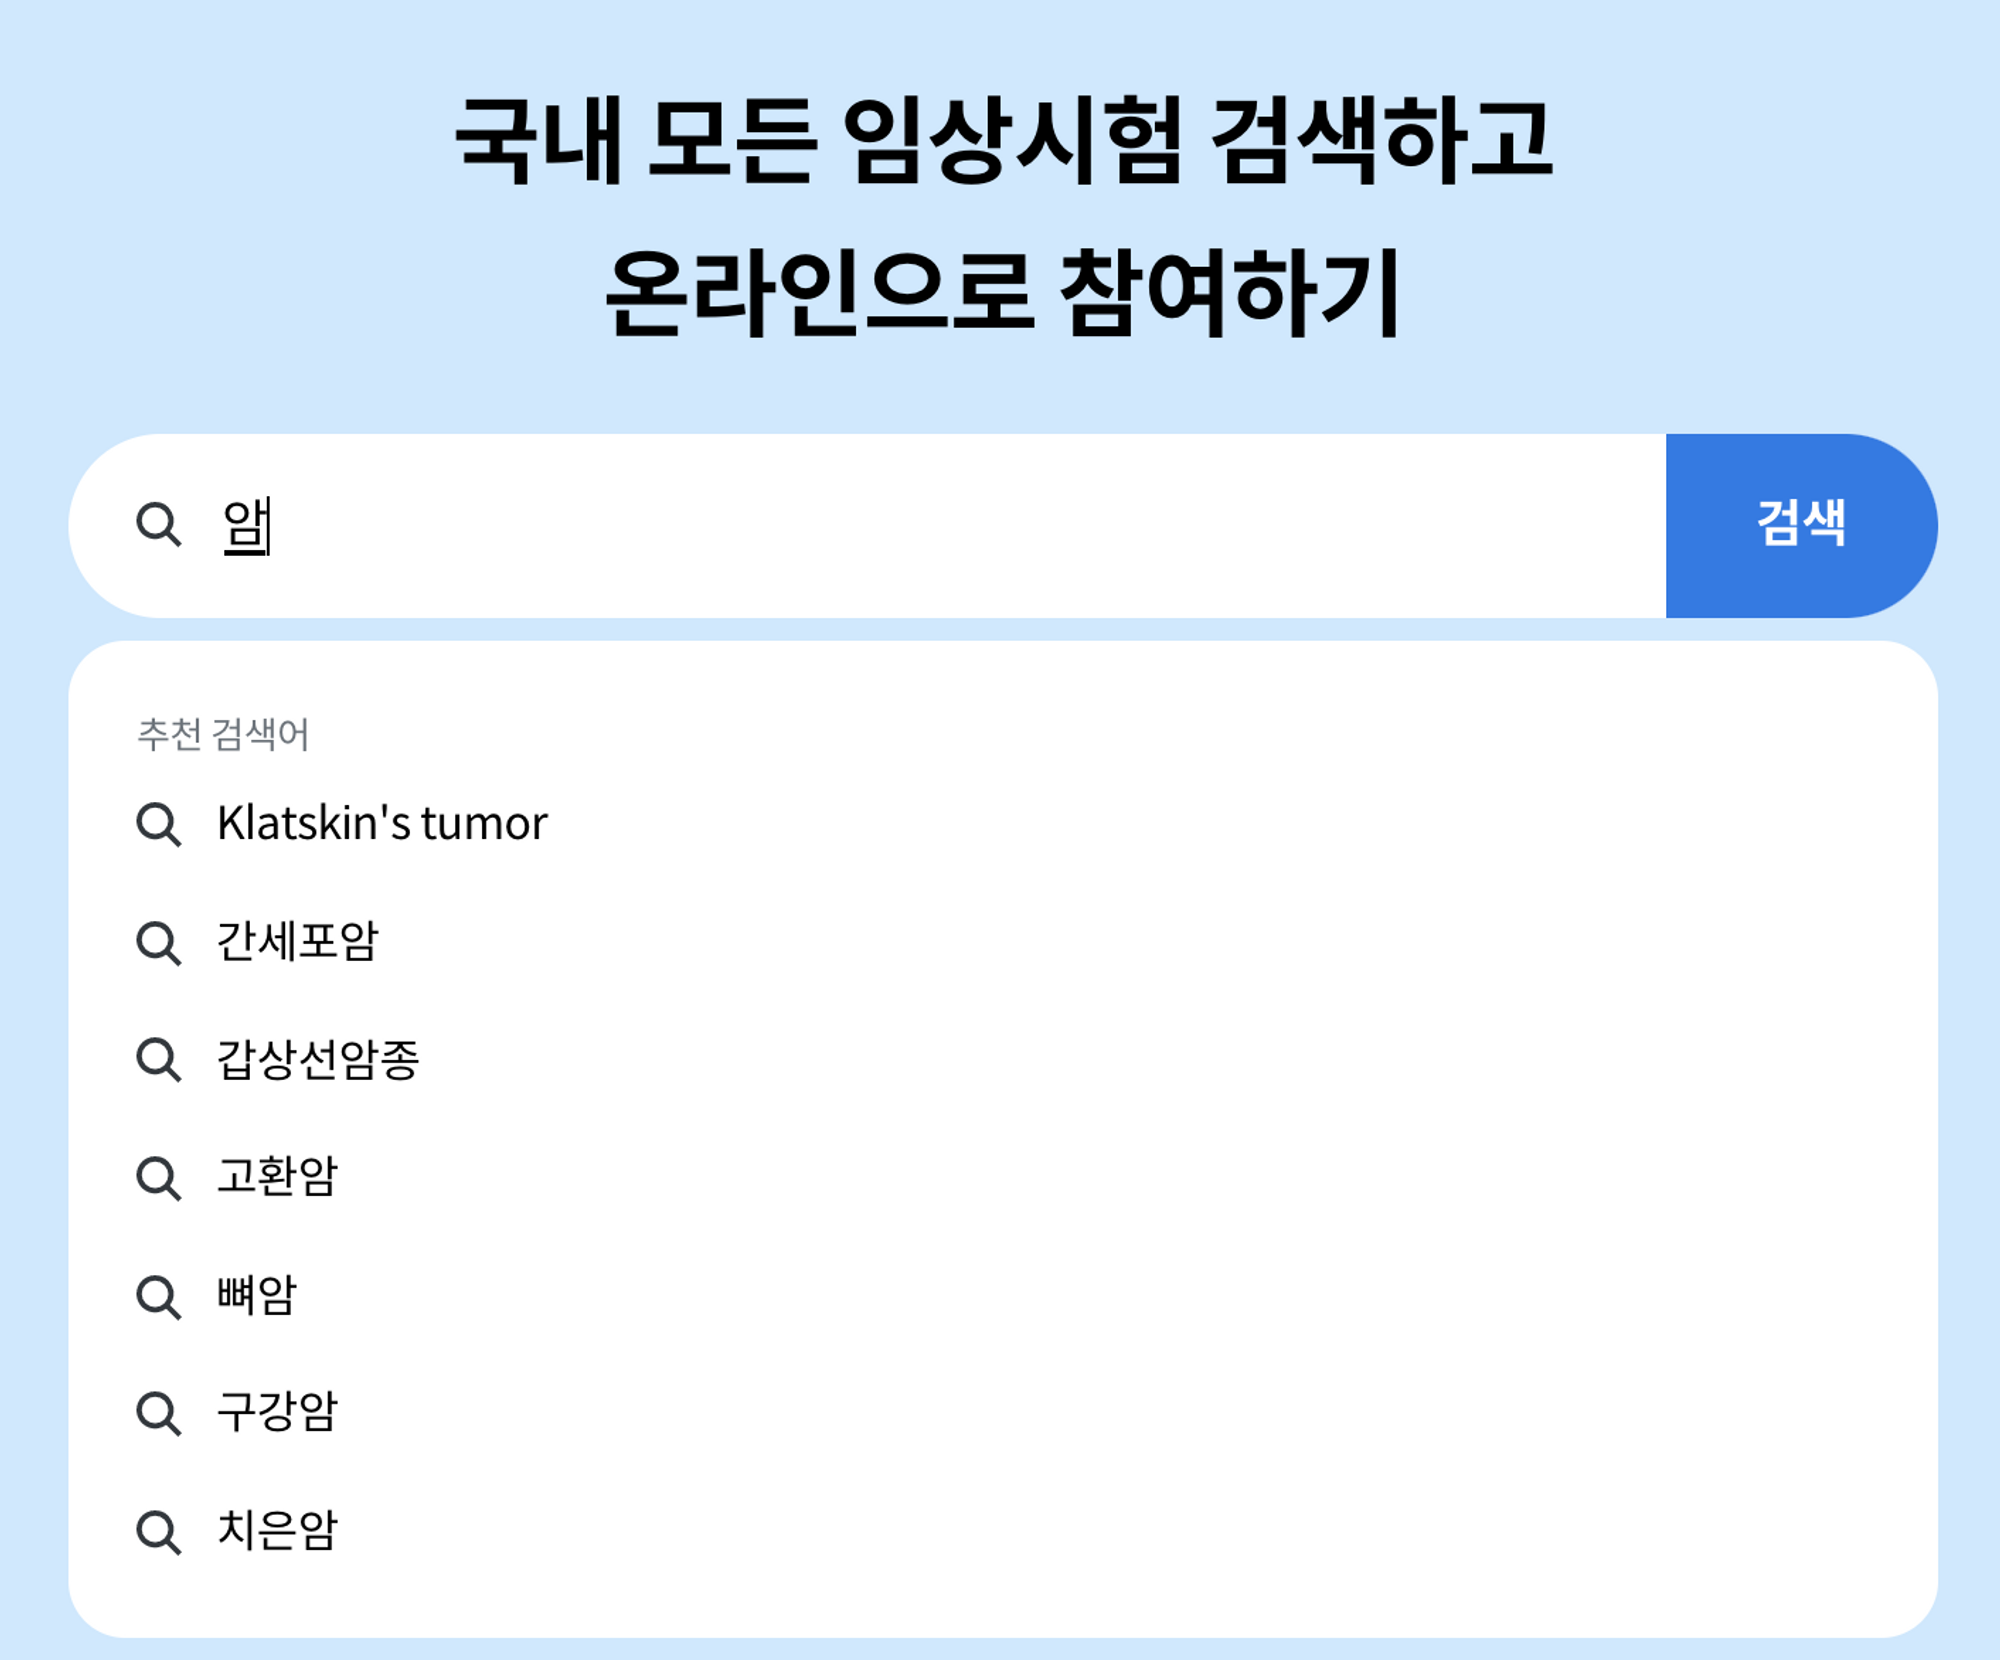 국내 모든 임상시험 검색하고
온라인으로 참여하기
암
검색
추천 검색어
Klatskin's tumor
간세포암
갑상선암종
고환암
뼈암
구강암
치은암